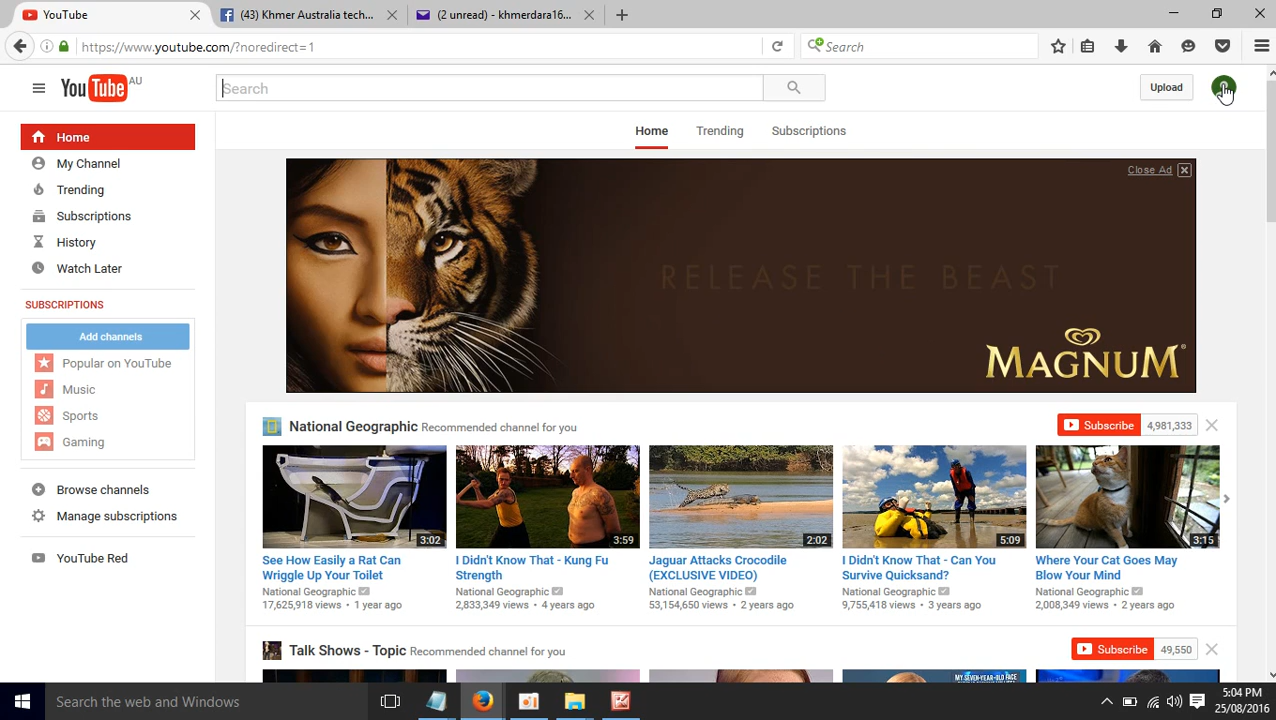 YouTube
(43) Khmer Australia tech...
(2 unread) - khmerdara16...
https://www.youtube.com/?noredirect=1
Search
YouTube AU
Search
Upload
Home
Trending
Subscriptions
Home
My Channel
Trending
Subscriptions
History
Watch Later
SUBSCRIPTIONS
Add channels
Popular on YouTube
Music
Sports
Gaming
Browse channels
Manage subscriptions
YouTube Red
Close Ad
RELEASE THE BEAST
MAGNUM®
National Geographic Recommended channel for you
Subscribe 4,981,333
3:02
3:59
2:02
5:09
3:15
See How Easily a Rat Can
Wriggle Up Your Toilet
National Geographic
17,625,918 views • 1 year ago
I Didn't Know That - Kung Fu
Strength
National Geographic
2,833,349 views • 4 years ago
Jaguar Attacks Crocodile
(EXCLUSIVE VIDEO)
National Geographic
53,154,650 views • 2 years ago
I Didn't Know That - Can You
Survive Quicksand?
National Geographic
9,755,418 views • 3 years ago
Where Your Cat Goes May
Blow Your Mind
National Geographic
2,008,349 views • 2 years ago
Talk Shows - Topic Recommended channel for you
Subscribe 49,550
MY SEVEN-YEAR-OLD FACE
Search the web and Windows
5:04 PM
25/08/2016